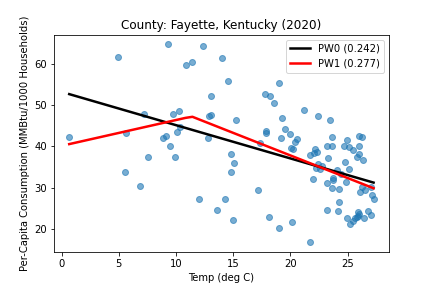 County: Fayette, Kentucky (2020)
PW0 (0.242)
PW1 (0.277)
Per-Capita Consumption (MMBtu/1000 Households)
60
50
40
30
20
0 5 10 15 20 25
Temp (deg C)